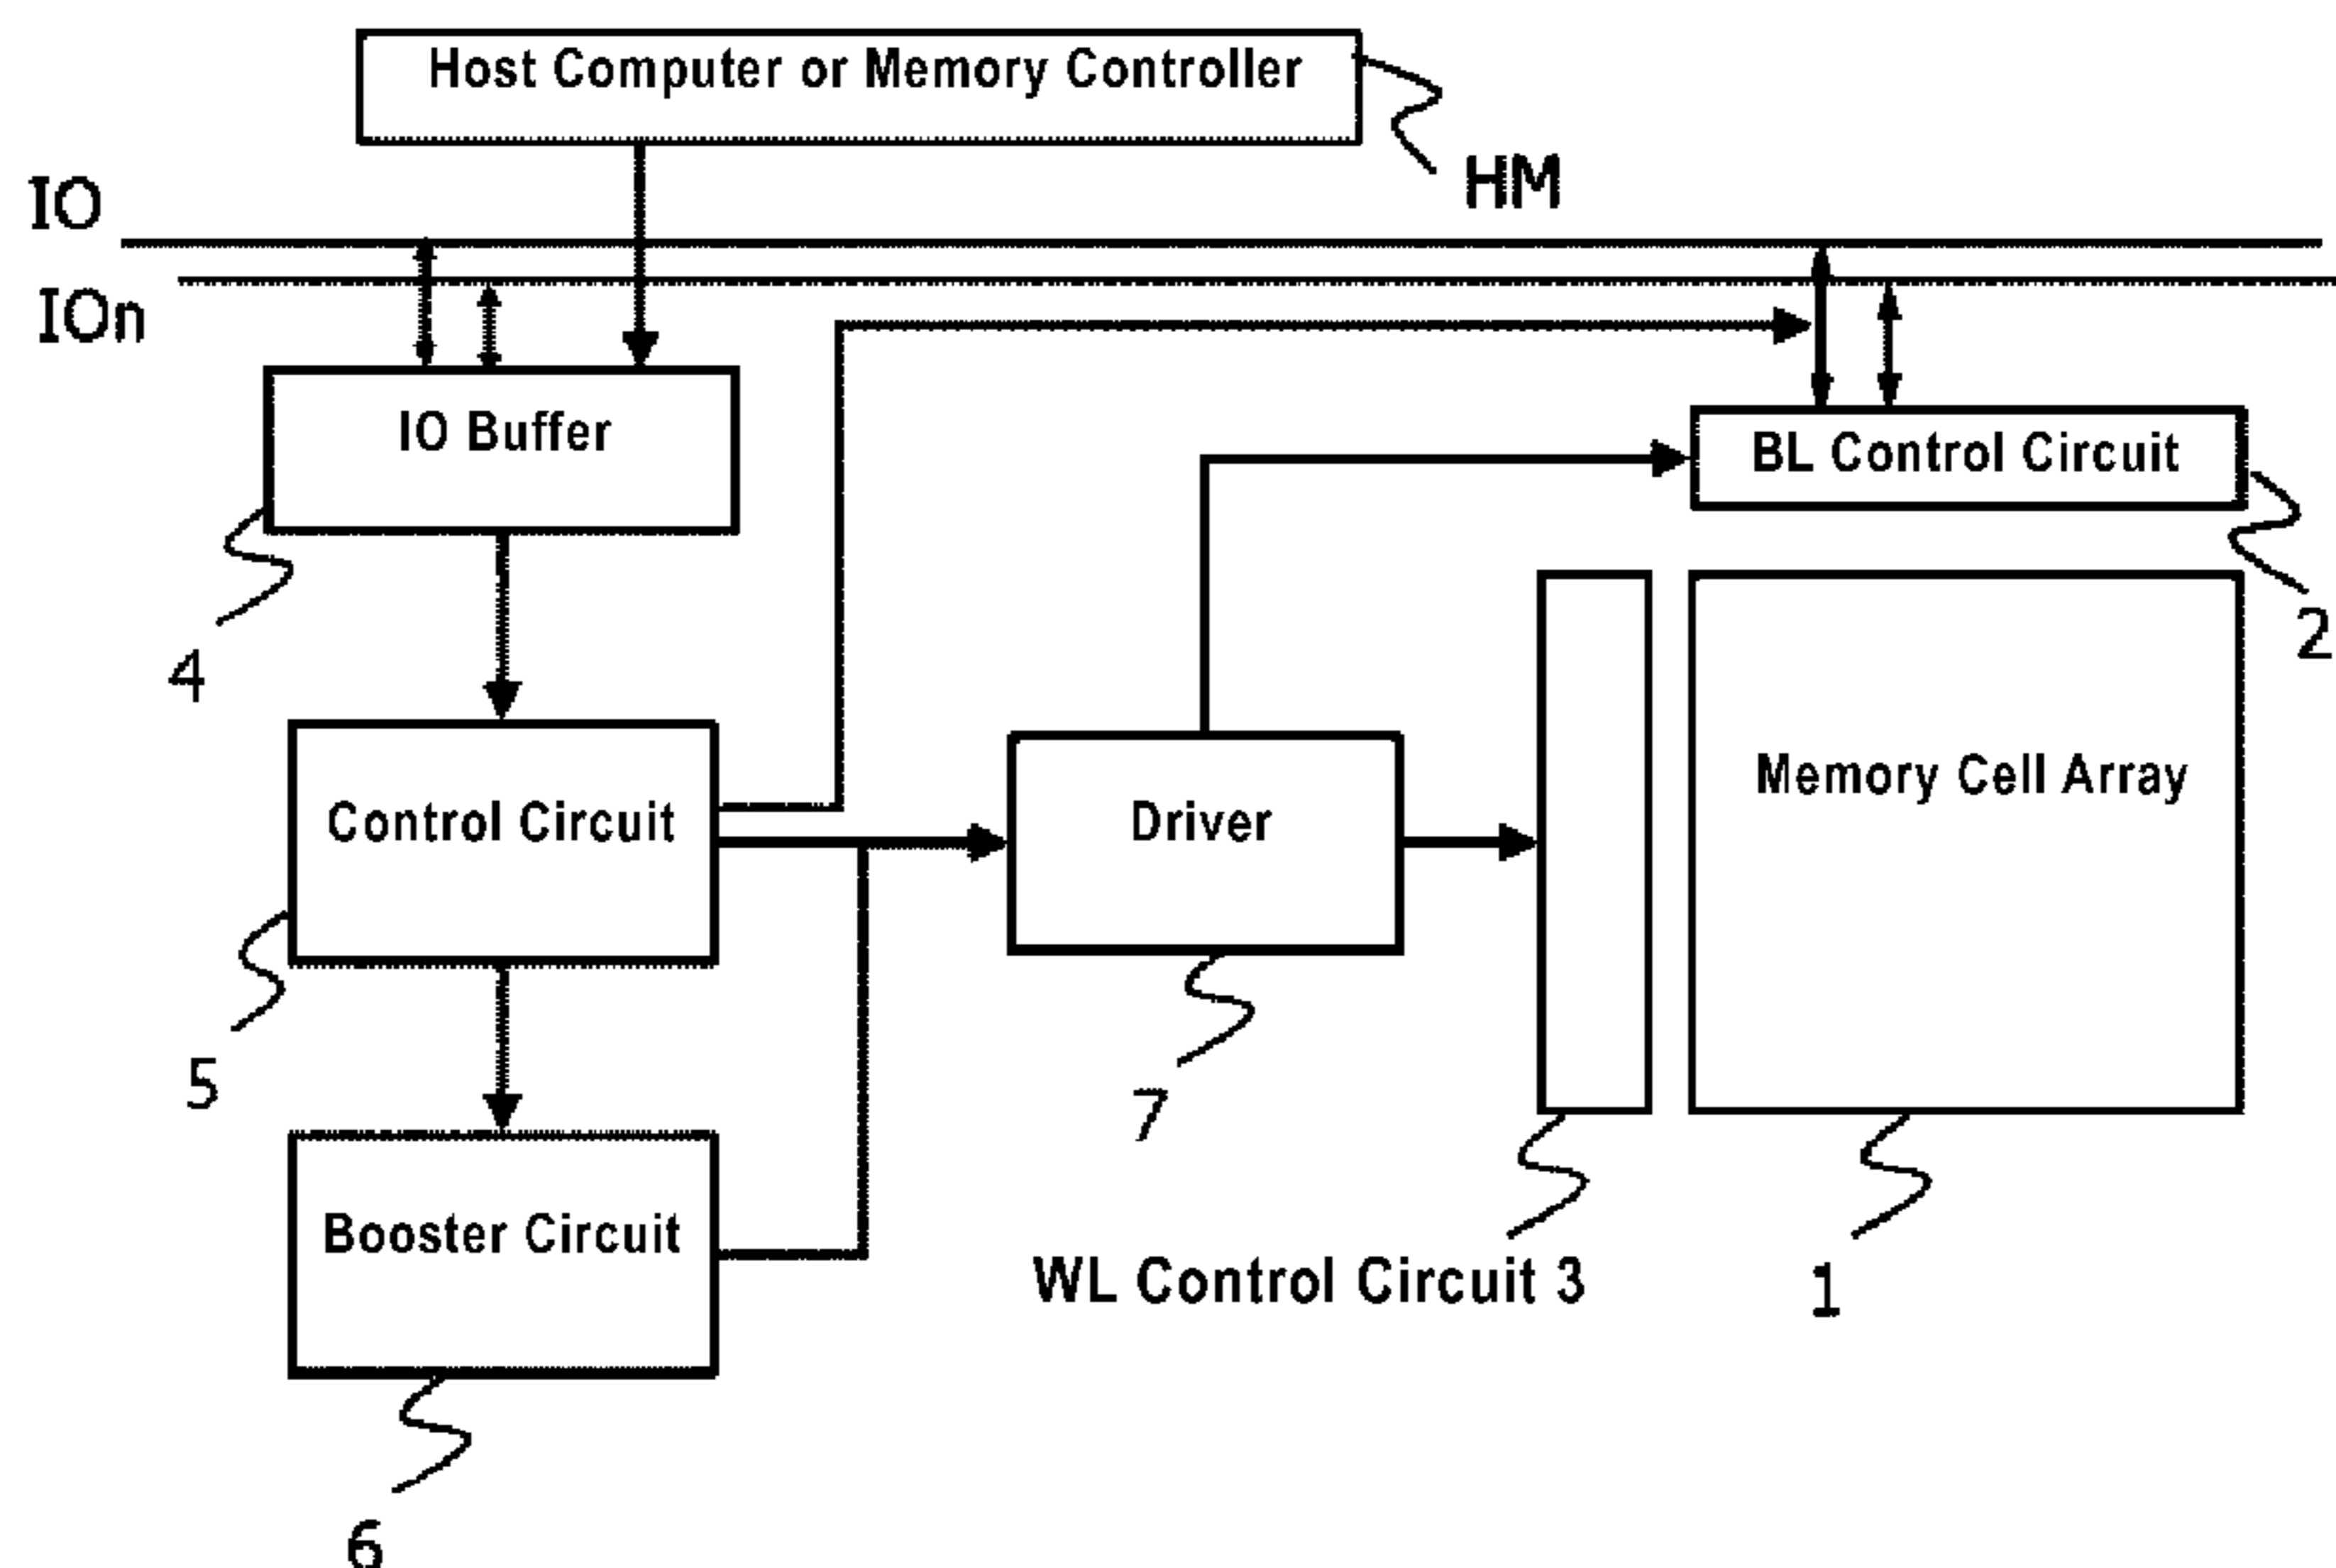 Host Computer or Memory Controller
HM
IO
IOn
IO Buffer
BL Control Circuit
4
2
Control Circuit
Driver
Memory Cell Array
5
7
Booster Circuit
WL Control Circuit 3
1
6